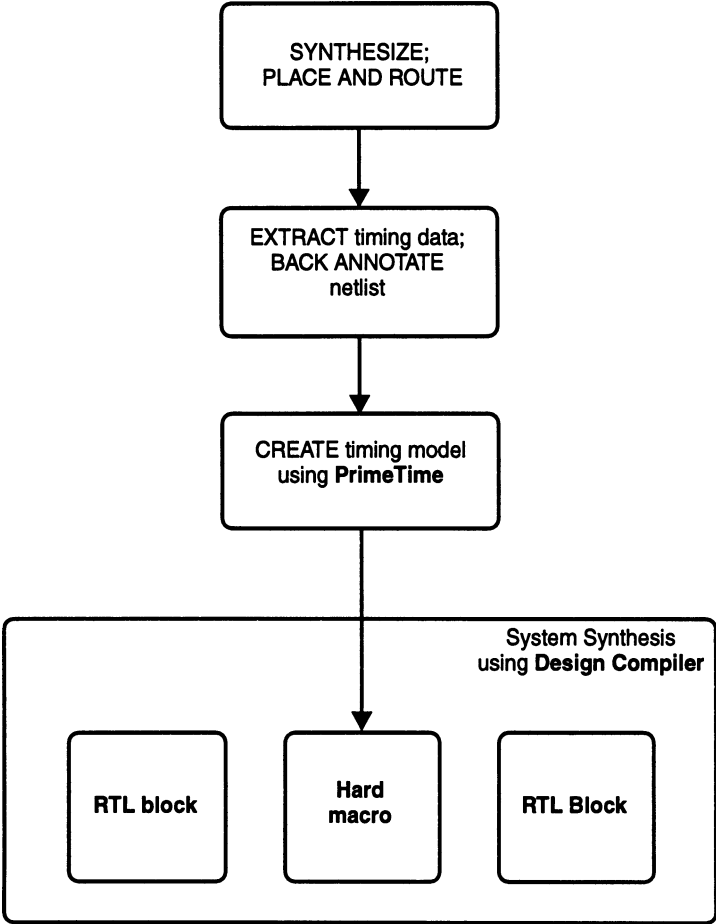 SYNTHESIZE;
PLACE AND ROUTE
EXTRACT timing data;
BACK ANNOTATE
netlist
CREATE timing model
using PrimeTime
System Synthesis
using Design Compiler
RTL block
Hard
macro
RTL Block